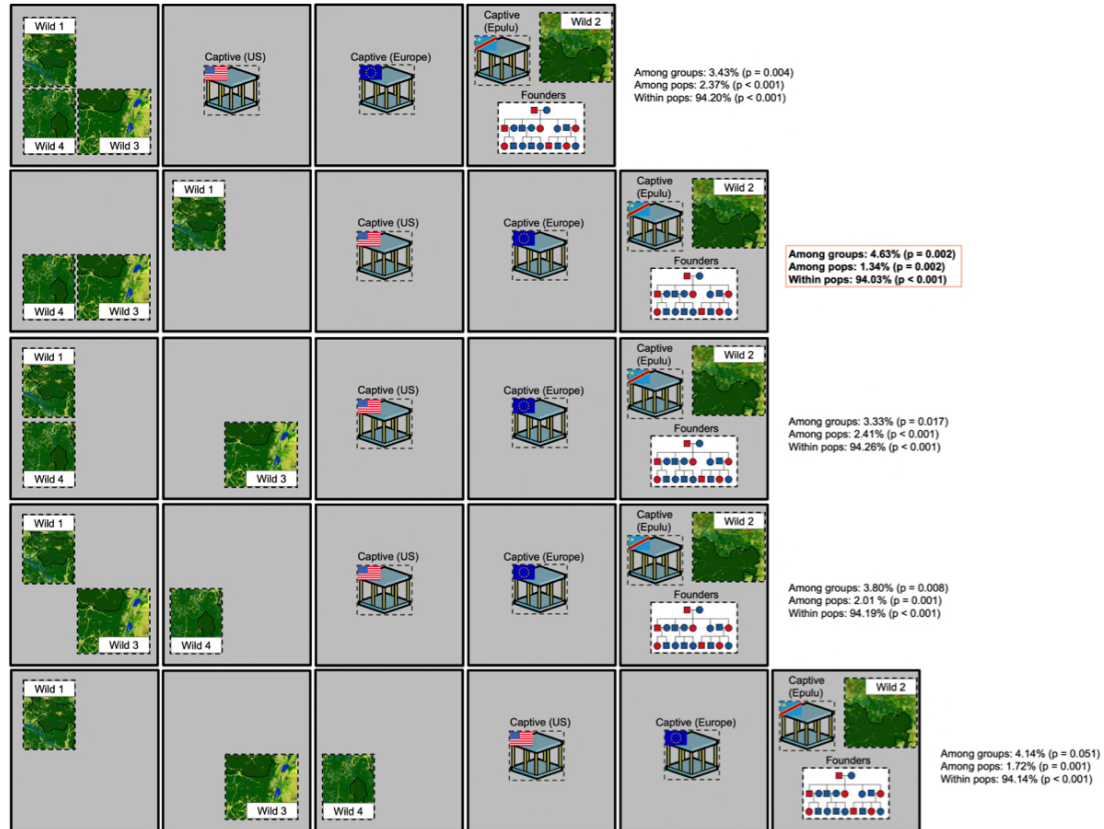 Wild 1
Wild 4
Wild 3
Captive (US)
Captive (Europe)
Captive
(Epulu)
Wild 2
Founders
Among groups: 3.43% (p = 0.004)
Among pops: 2.37% (p < 0.001)
Within pops: 94.20% (p < 0.001)
Wild 4
Wild 3
Wild 1
Captive (US)
Captive (Europe)
Captive
(Epulu)
Wild 2
Founders
Among groups: 4.63% (p = 0.002)
Among pops: 1.34% (p = 0.002)
Within pops: 94.03% (p < 0.001)
Wild 1
Wild 4
Wild 3
Captive (US)
Captive (Europe)
Captive
(Epulu)
Wild 2
Founders
Among groups: 3.33% (p = 0.017)
Among pops: 2.41% (p < 0.001)
Within pops: 94.26% (p < 0.001)
Wild 1
Wild 3
Wild 4
Captive (US)
Captive (Europe)
Captive
(Epulu)
Wild 2
Founders
Among groups: 3.80% (p = 0.008)
Among pops: 2.01 % (p = 0.001)
Within pops: 94.19% (p < 0.001)
Wild 1
Wild 3
Wild 4
Captive (US)
Captive (Europe)
Captive
(Epulu)
Wild 2
Founders
Among groups: 4.14% (p = 0.051)
Among pops: 1.72% (p = 0.001)
Within pops: 94.14% (p < 0.001)